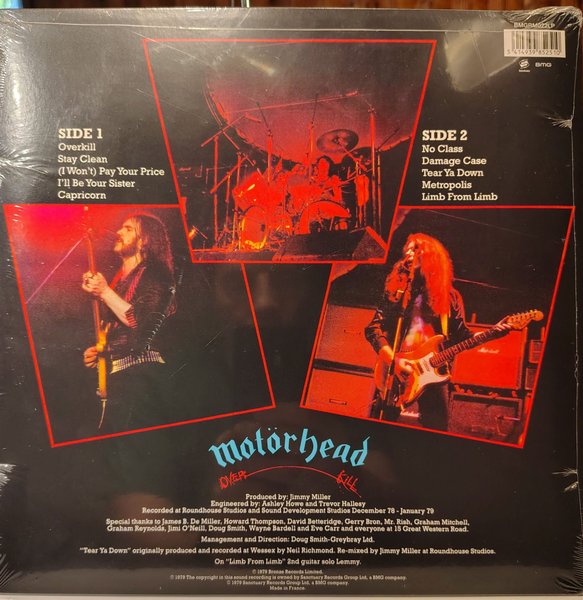 BMGRM022LP
5 414939 652310
BMG
SIDE 1
Overkill
Stay Clean
(I Won't) Pay Your Price
I'll Be Your Sister
Capricorn
SIDE 2
No Class
Damage Case
Tear Ya Down
Metropolis
Limb From Limb
Marshall
motörhead
OVER KILL
Produced by: Jimmy Miller
Engineered by: Ashley Howe and Trevor Hallesy
Recorded at Roundhouse Studios and Sound Development Studios December 78 - January 79
Special thanks to James B. De Miller, Howard Thompson, David Betteridge, Gerry Bron, Mr. Rish, Graham Mitchell,
Graham Reynolds, Jimi O'Neill, Doug Smith, Wayne Bardell and Eve Carr and everyone at 15 Great Western Road.
Management and Direction: Doug Smith-Greybray Ltd.
"Tear Ya Down" originally produced and recorded at Wessex by Neil Richmond. Re-mixed by Jimmy Miller at Roundhouse Studios.
On "Limb From Limb" 2nd guitar solo Lemmy.
℗ 1979 Bronze Records Limited.
© 1979 The copyright in this sound recording is owned by Sanctuary Records Group Ltd, a BMG company.
© 1979 Sanctuary Records Group Ltd, a BMG company.
Made in France.